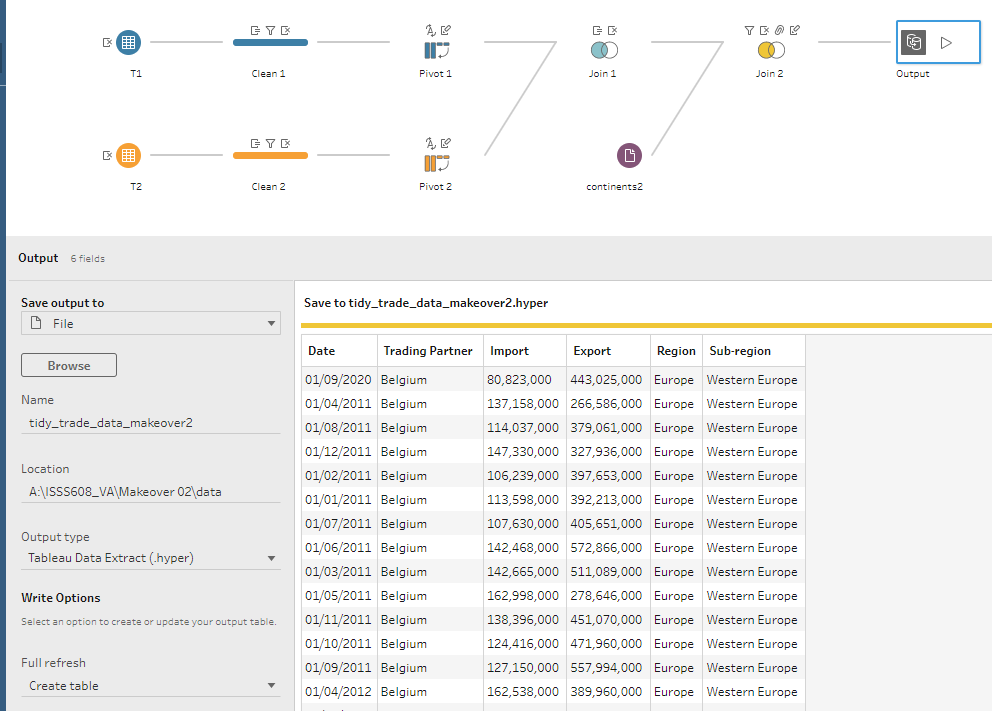 T1 Clean 1 Pivot 1 Join 1 Join 2 Output
T2 Clean 2 Pivot 2 continents2
Output 6 fields
Save output to
File
Browse
Name
tidy_trade_data_makeover2
Location
A:\ISSS608_VA\Makeover 02\data
Output type
Tableau Data Extract (.hyper)
Write Options
Select an option to create or update your output table.
Full refresh
Create table
Save to tidy_trade_data_makeover2.hyper
Date Trading Partner Import Export Region Sub-region
01/09/2020 Belgium 80,823,000 443,025,000 Europe Western Europe
01/04/2011 Belgium 137,158,000 266,586,000 Europe Western Europe
01/08/2011 Belgium 114,037,000 379,061,000 Europe Western Europe
01/12/2011 Belgium 147,330,000 327,936,000 Europe Western Europe
01/02/2011 Belgium 106,239,000 397,653,000 Europe Western Europe
01/01/2011 Belgium 113,598,000 392,213,000 Europe Western Europe
01/07/2011 Belgium 107,630,000 405,651,000 Europe Western Europe
01/06/2011 Belgium 142,468,000 572,866,000 Europe Western Europe
01/03/2011 Belgium 142,665,000 511,089,000 Europe Western Europe
01/05/2011 Belgium 162,998,000 278,646,000 Europe Western Europe
01/11/2011 Belgium 138,396,000 451,070,000 Europe Western Europe
01/10/2011 Belgium 124,416,000 471,960,000 Europe Western Europe
01/09/2011 Belgium 127,150,000 557,994,000 Europe Western Europe
01/04/2012 Belgium 162,538,000 389,960,000 Europe Western Europe